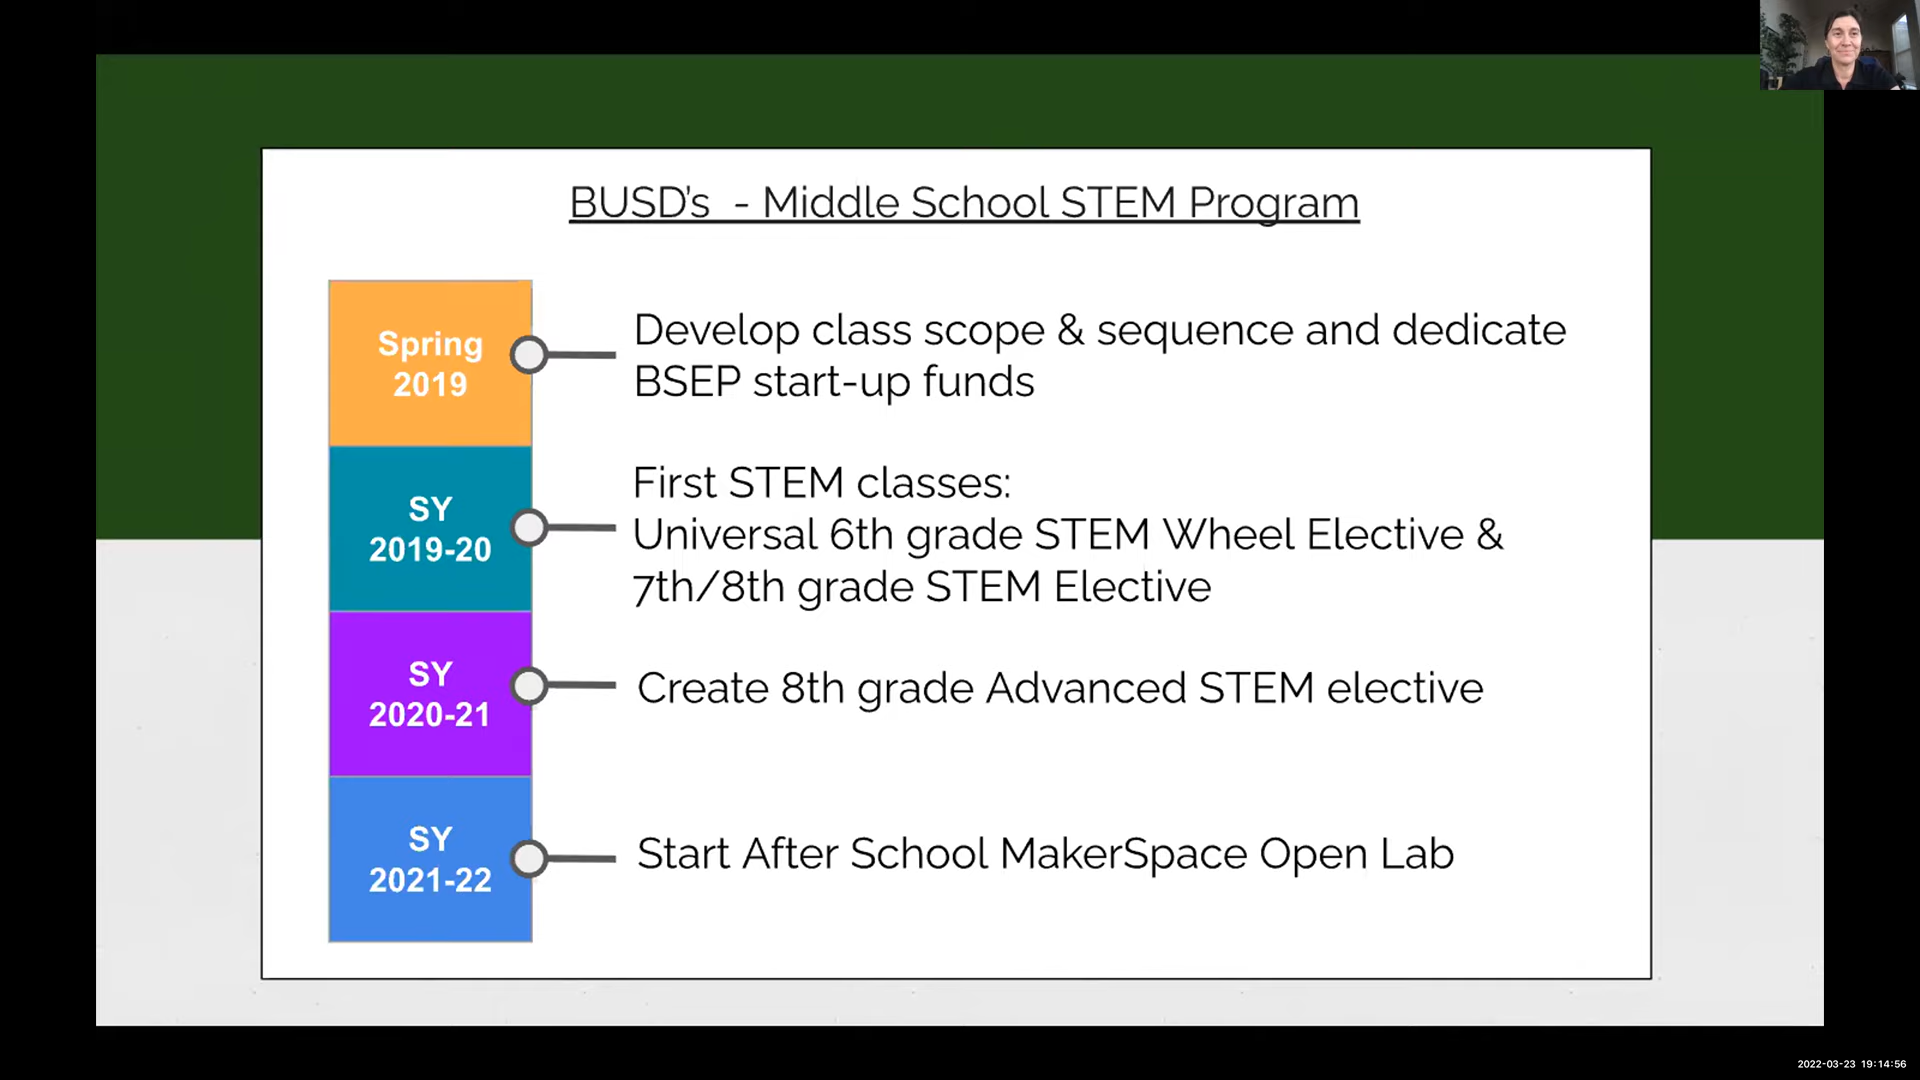 BUSD's - Middle School STEM Program
Spring
2019
Develop class scope & sequence and dedicate
BSEP start-up funds
SY
2019-20
First STEM classes:
Universal 6th grade STEM Wheel Elective &
7th/8th grade STEM Elective
SY
2020-21
Create 8th grade Advanced STEM elective
SY
2021-22
Start After School MakerSpace Open Lab
2022-03-23 19:14:56